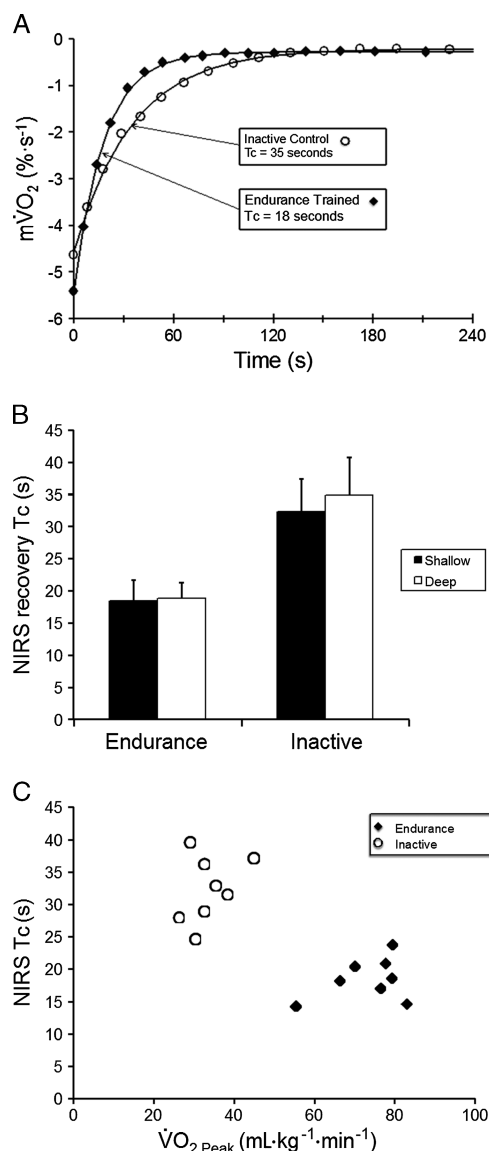 A
0
-1
-2
-3
-4
-5
-6
mV̇O₂ (%·s⁻¹)
Inactive Control
Tc = 35 seconds
Endurance Trained
Tc = 18 seconds
0 60 120 180 240
Time (s)
B
45
40
35
30
25
20
15
10
5
0
NIRS recovery Tc (s)
Shallow
Deep
Endurance Inactive
C
45
40
35
30
25
20
15
10
5
0
NIRS Tc (s)
Endurance
Inactive
0 20 40 60 80 100
V̇O₂ Peak (mL·kg⁻¹·min⁻¹)